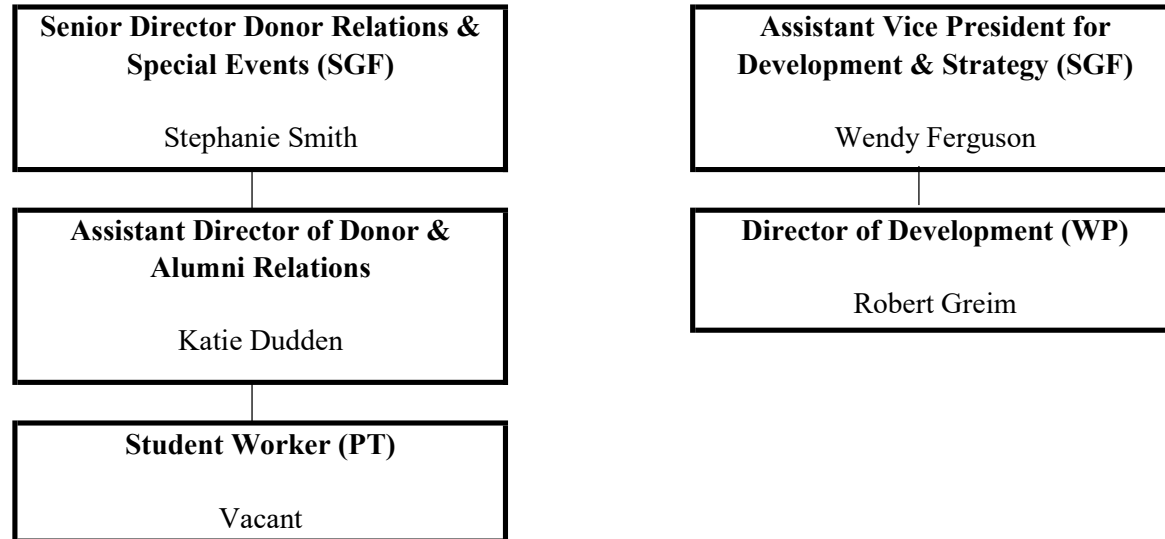 Senior Director Donor Relations &
Special Events (SGF)
Stephanie Smith
Assistant Director of Donor &
Alumni Relations
Katie Dudden
Student Worker (PT)
Vacant
Assistant Vice President for
Development & Strategy (SGF)
Wendy Ferguson
Director of Development (WP)
Robert Greim